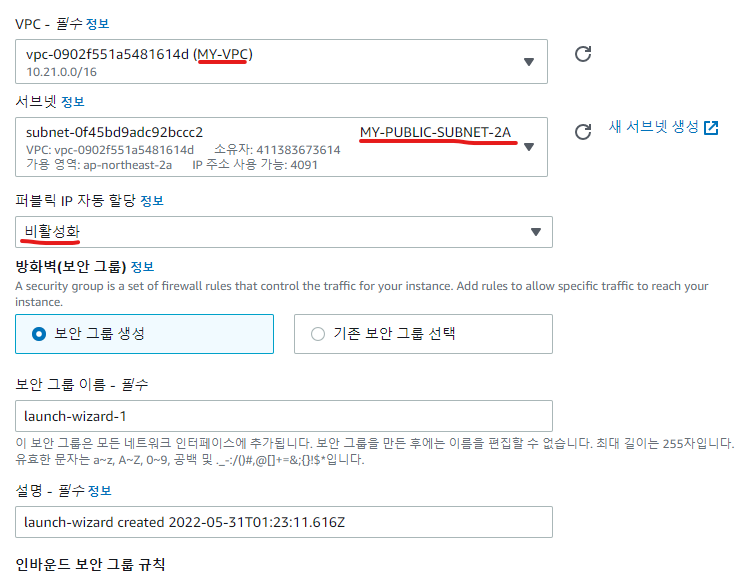 VPC - 필수 정보
vpc-0902f551a5481614d (MY-VPC)
10.21.0.0/16
서브넷 정보
subnet-0f45bd9adc92bccc2 MY-PUBLIC-SUBNET-2A
VPC: vpc-0902f551a5481614d 소유자: 411383673614
가용 영역: ap-northeast-2a IP 주소 사용 가능: 4091
새 서브넷 생성
퍼블릭 IP 자동 할당 정보
비활성화
방화벽(보안 그룹) 정보
A security group is a set of firewall rules that control the traffic for your instance. Add rules to allow specific traffic to reach your
instance.
보안 그룹 생성 기존 보안 그룹 선택
보안 그룹 이름 - 필수
launch-wizard-1
이 보안 그룹은 모든 네트워크 인터페이스에 추가됩니다. 보안 그룹을 만든 후에는 이름을 편집할 수 없습니다. 최대 길이는 255자입니다.
유효한 문자는 a~z, A~Z, 0~9, 공백 및 ._-:/()#,@[]+=&;{}!$*입니다.
설명 - 필수 정보
launch-wizard created 2022-05-31T01:23:11.616Z
인바운드 보안 그룹 규칙